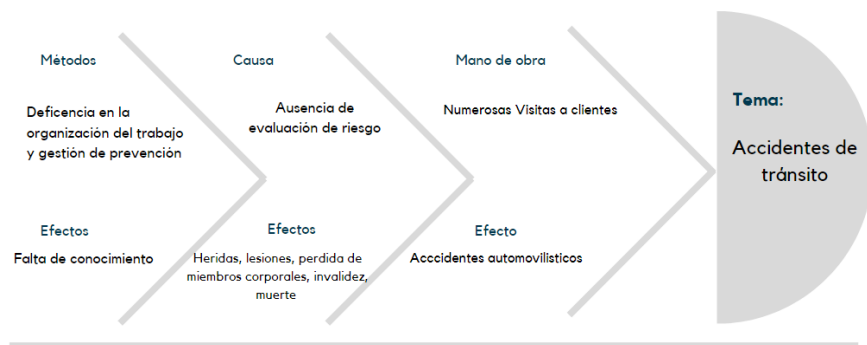 Métodos
Deficencia en la
organización del trabajo
y gestión de prevención
Causa
Ausencia de
evaluación de riesgo
Mano de obra
Numerosas Visitas a clientes
Tema:
Accidentes de
tránsito
Efectos
Falta de conocimiento
Efectos
Heridas, lesiones, perdida de
miembros corporales, invalidez,
muerte
Efecto
Acccidentes automovilisticos